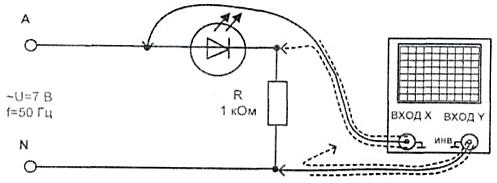 A
~U=7 В
f=50 Гц
R
1 кОм
ВХОД X ВХОД Y
инв
N